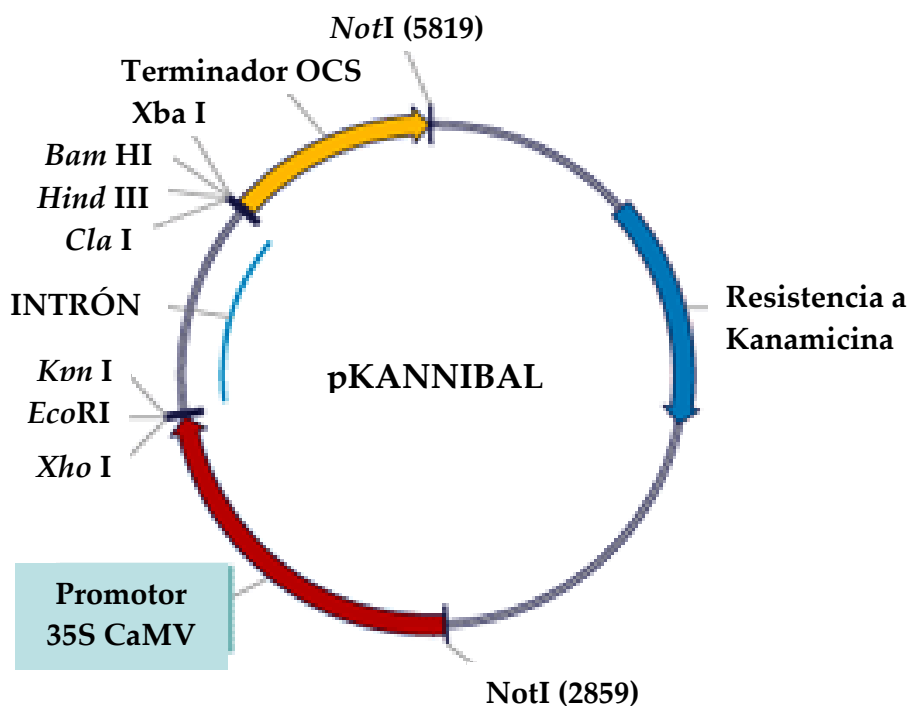 NotI (5819)
Terminador OCS
Xba I
Bam HI
Hind III
Cla I
INTRÓN
Resistencia a
Kanamicina
pKANNIBAL
Kpn I
EcoRI
Xho I
Promotor
35S CaMV
NotI (2859)